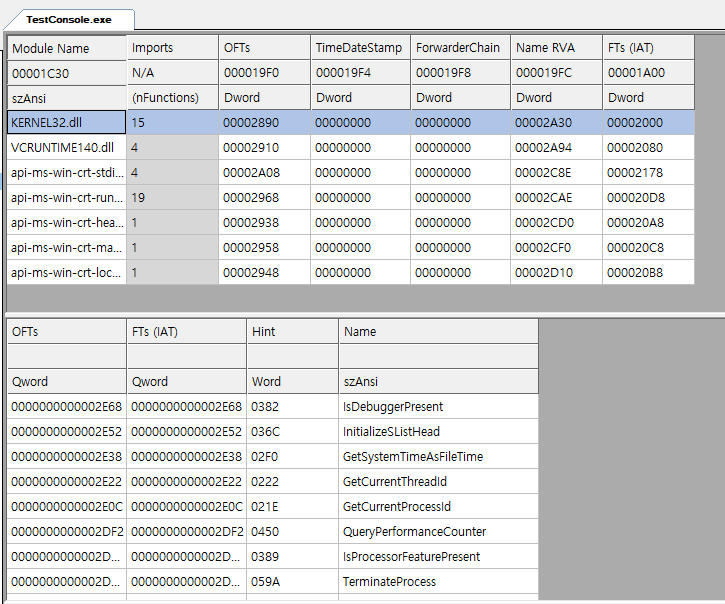 TestConsole.exe
Module Name Imports OFTs TimeDateStamp ForwarderChain Name RVA FTs (IAT)
00001C30 N/A 000019F0 000019F4 000019F8 000019FC 00001A00
szAnsi (nFunctions) Dword Dword Dword Dword Dword
KERNEL32.dll 15 00002890 00000000 00000000 00002A30 00002000
VCRUNTIME140.dll 4 00002910 00000000 00000000 00002A94 00002080
api-ms-win-crt-stdi... 4 00002A08 00000000 00000000 00002C8E 00002178
api-ms-win-crt-run... 19 00002968 00000000 00000000 00002CAE 000020D8
api-ms-win-crt-hea... 1 00002938 00000000 00000000 00002CD0 000020A8
api-ms-win-crt-ma... 1 00002958 00000000 00000000 00002CF0 000020C8
api-ms-win-crt-loc... 1 00002948 00000000 00000000 00002D10 000020B8
OFTs FTs (IAT) Hint Name
Qword Qword Word szAnsi
0000000000002E68 0000000000002E68 0382 IsDebuggerPresent
0000000000002E52 0000000000002E52 036C InitializeSListHead
0000000000002E38 0000000000002E38 02F0 GetSystemTimeAsFileTime
0000000000002E22 0000000000002E22 0222 GetCurrentThreadId
0000000000002E0C 0000000000002E0C 021E GetCurrentProcessId
0000000000002DF2 0000000000002DF2 0450 QueryPerformanceCounter
0000000000002D... 0000000000002D... 0389 IsProcessorFeaturePresent
0000000000002D... 0000000000002D... 059A TerminateProcess